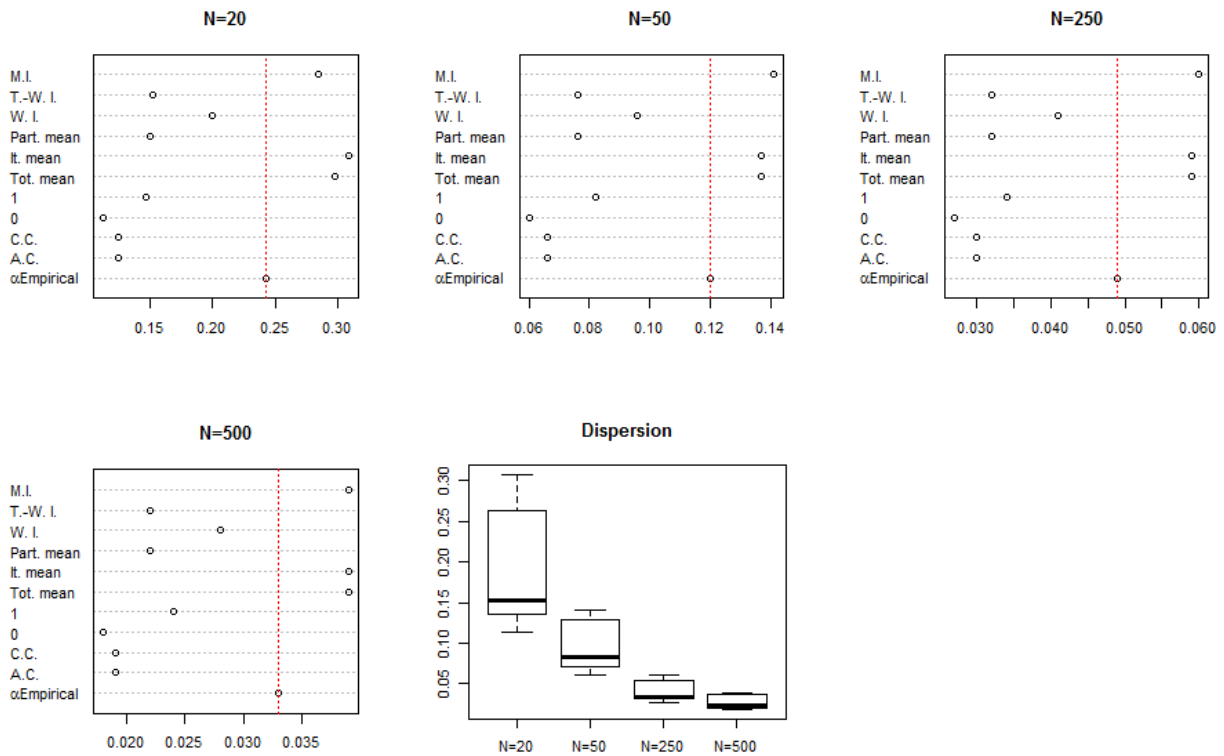 N=20
M.I.
T.-W. I.
W. I.
Part. mean
It. mean
Tot. mean
1
0
C.C.
A.C.
αEmpirical
0.15 0.20 0.25 0.30
N=50
M.I.
T.-W. I.
W. I.
Part. mean
It. mean
Tot. mean
1
0
C.C.
A.C.
αEmpirical
0.06 0.08 0.10 0.12 0.14
N=250
M.I.
T.-W. I.
W. I.
Part. mean
It. mean
Tot. mean
1
0
C.C.
A.C.
αEmpirical
0.030 0.040 0.050 0.060
N=500
M.I.
T.-W. I.
W. I.
Part. mean
It. mean
Tot. mean
1
0
C.C.
A.C.
αEmpirical
0.020 0.025 0.030 0.035
Dispersion
0.30
0.25
0.20
0.15
0.10
0.05
N=20 N=50 N=250 N=500